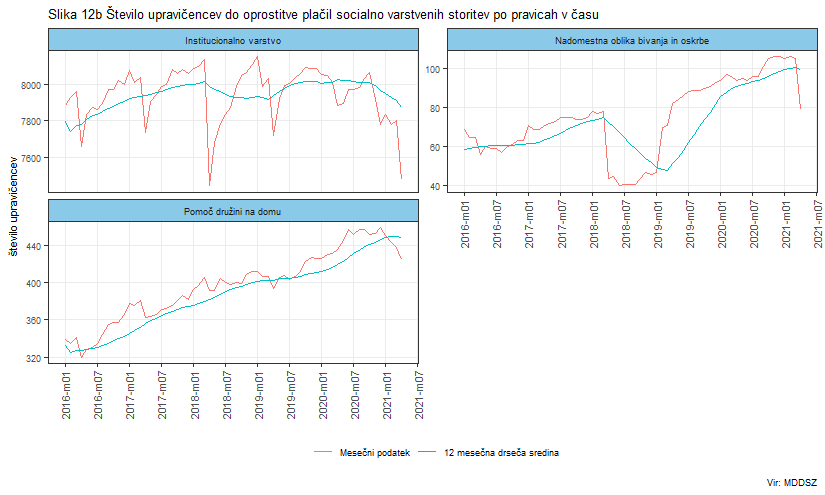 Slika 12b Število upravičencev do oprostitve plačil socialno varstvenih storitev po pravicah v času
Institucionalno varstvo
8000
7800
7600
Nadomestna oblika bivanja in oskrbe
100
80
60
40
2016-m01
2016-m07
2017-m01
2017-m07
2018-m01
2018-m07
2019-m01
2019-m07
2020-m01
2020-m07
2021-m01
2021-m07
število upravičencev
Pomoč družini na domu
440
400
360
320
2016-m01
2016-m07
2017-m01
2017-m07
2018-m01
2018-m07
2019-m01
2019-m07
2020-m01
2020-m07
2021-m01
2021-m07
Mesečni podatek
12 mesečna drseča sredina
Vir: MDDSZ